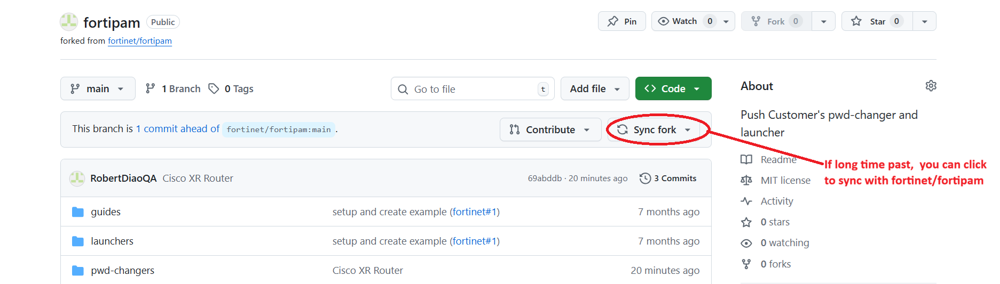 fortipam Public
Pin
Watch 0
Fork 0
Star 0
forked from fortinet/fortipam
main
1 Branch
0 Tags
Go to file
t
Add file
Code
About
Push Customer's pwd-changer and
launcher
This branch is 1 commit ahead of fortinet/fortipam:main.
Contribute
Sync fork
If long time past, you can click
to sync with fortinet/fortipam
RobertDiaoQA Cisco XR Router
69abddb · 20 minutes ago
3 Commits
guides setup and create example (fortinet#1) 7 months ago
launchers setup and create example (fortinet#1) 7 months ago
pwd-changers Cisco XR Router 20 minutes ago
Readme
MIT license
Activity
0 stars
0 watching
0 forks